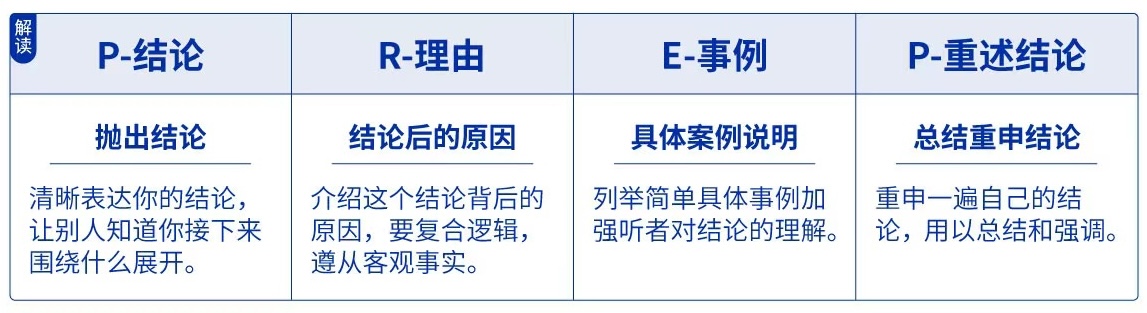 解读
P-结论
R-理由
E-事例
P-重述结论
抛出结论
清晰表达你的结论，
让别人知道你接下来
围绕什么展开。
结论后的原因
介绍这个结论背后的
原因，要复合逻辑，
遵从客观事实。
具体案例说明
列举简单具体事例加
强听者对结论的理解。
总结重申结论
重申一遍自己的结
论，用以总结和强调。